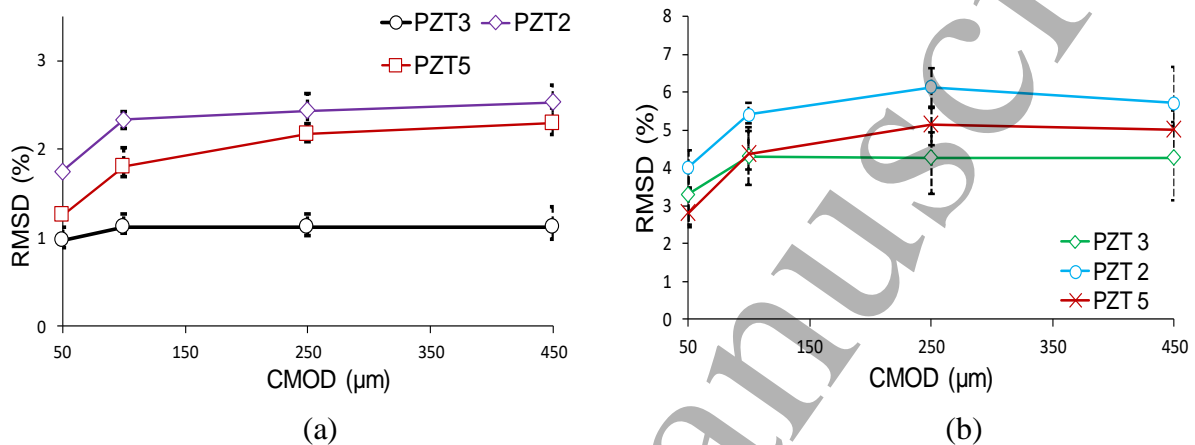 PZT3 PZT2
PZT5
3
2
1
0
RMSD (%)
50 150 250 350 450
CMOD (µm)
(a)
8
7
6
5
4
3
2
1
0
RMSD (%)
PZT 3
PZT 2
PZT 5
50 150 250 350 450
CMOD (µm)
(b)
anuscri